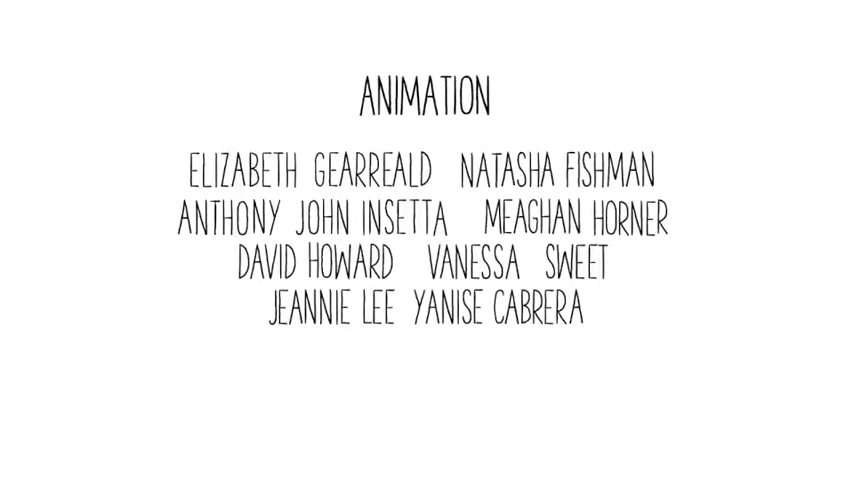 ANIMATION
ELIZABETH GEARREALD NATASHA FISHMAN
ANTHONY JOHN INSETTA MEAGHAN HORNER
DAVID HOWARD VANESSA SWEET
JEANNIE LEE YANISE CABRERA